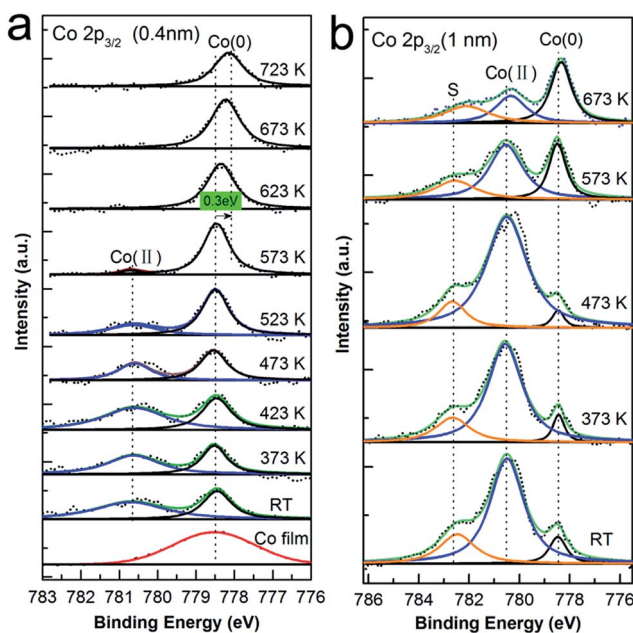 a
Co 2p3/2 (0.4nm)
Co(0)
723 K
673 K
623 K
0.3eV
573 K
Co(Ⅱ)
523 K
473 K
423 K
373 K
RT
Co film
783 782 781 780 779 778 777 776
Binding Energy (eV)
Intensity (a.u.)
b
Co 2p3/2(1 nm)
Co(0)
Co(Ⅱ)
S
673 K
573 K
473 K
373 K
RT
786 784 782 780 778 776
Binding Energy (eV)
Intensity (a.u.)